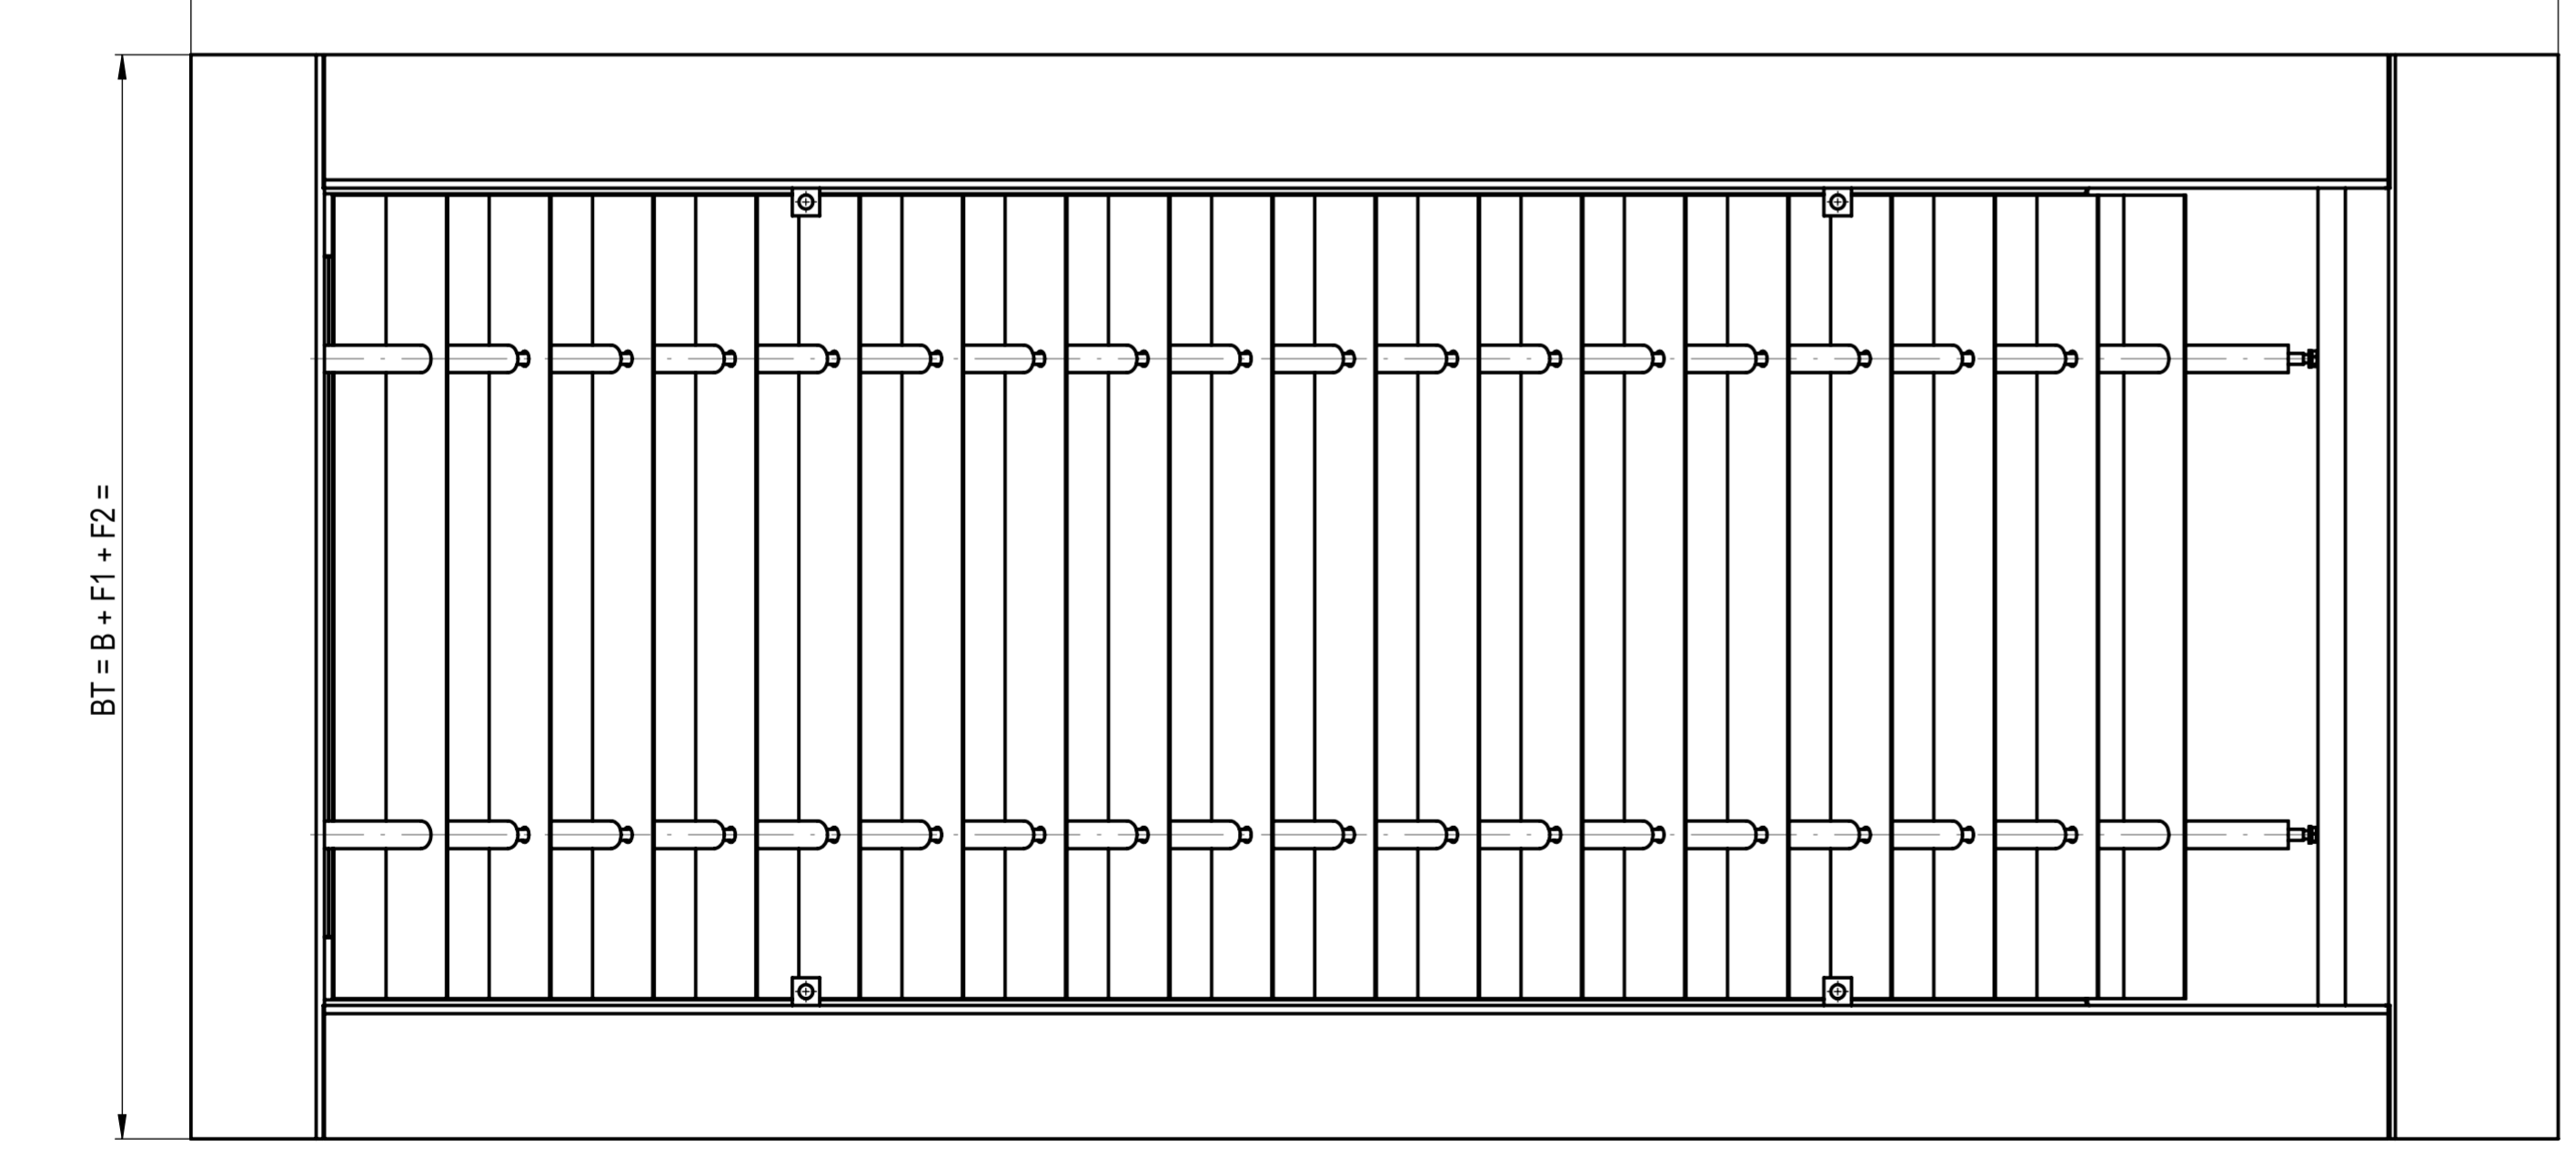 BT = B + F1 + F2 =